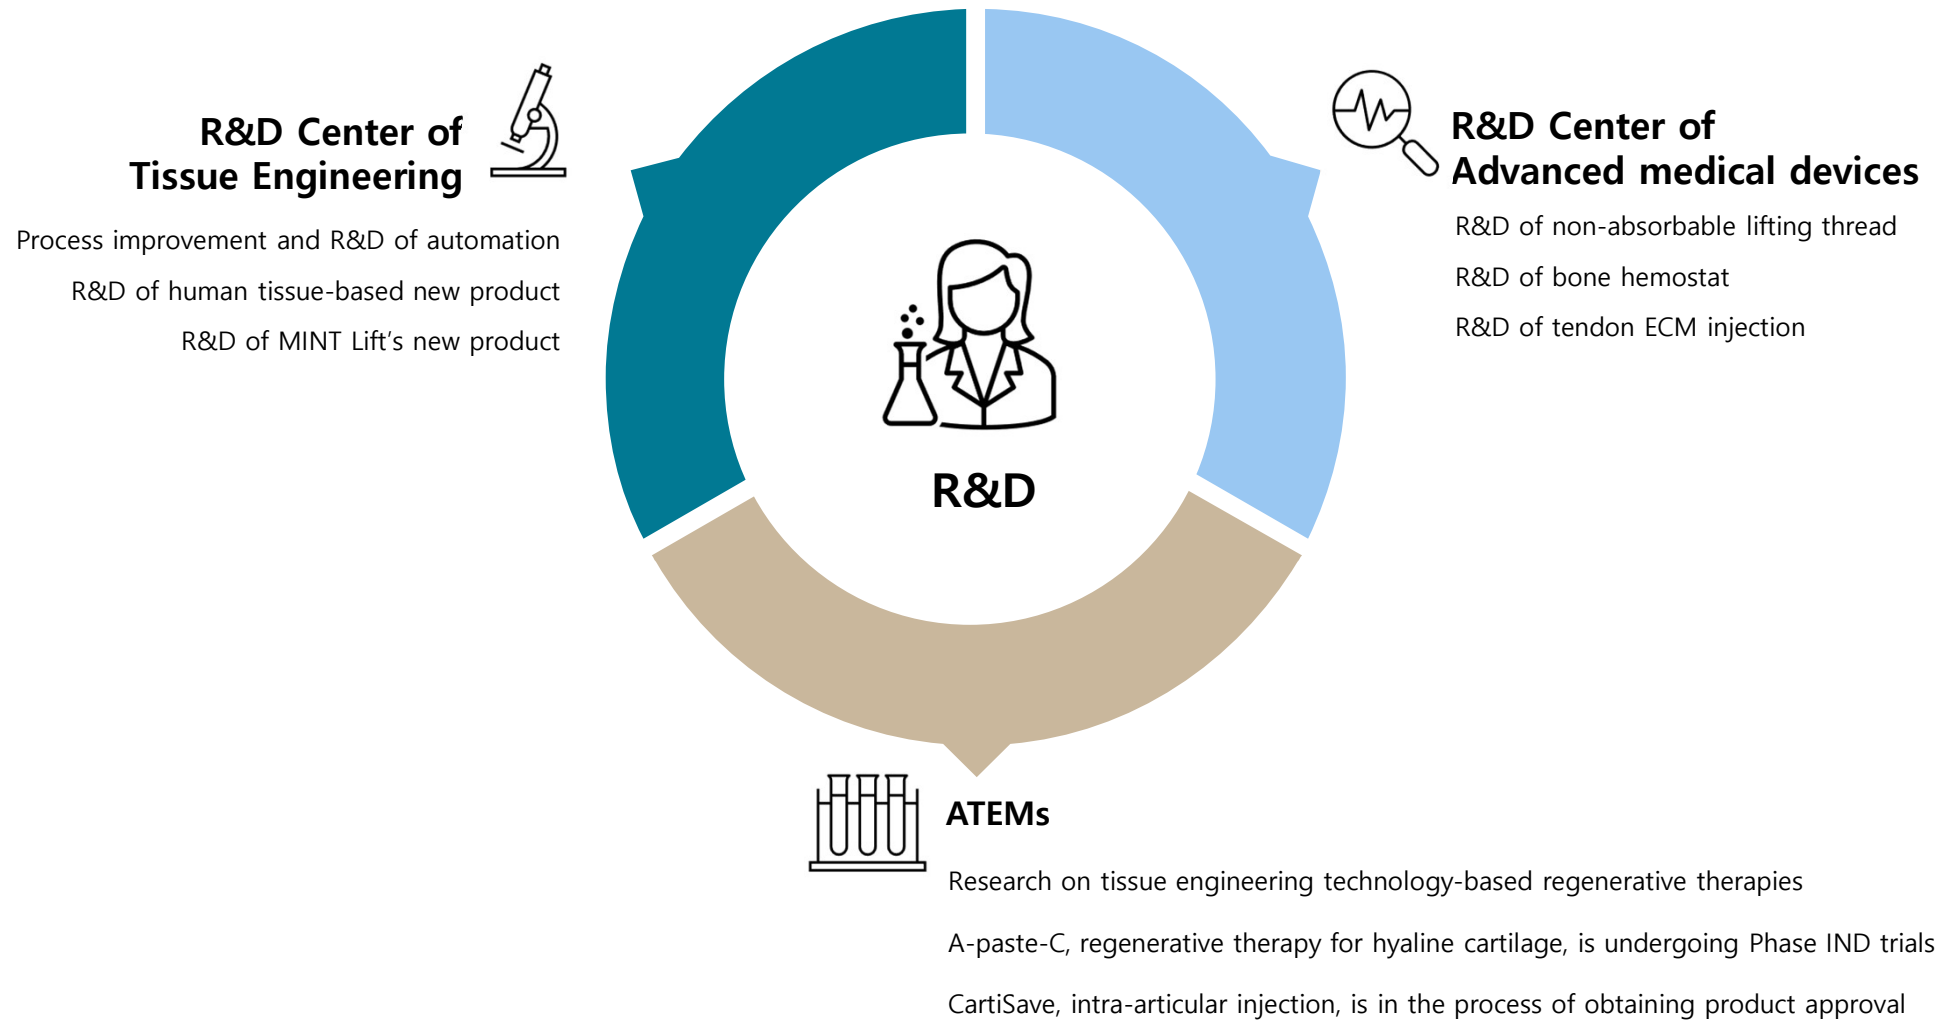 R&D Center of
Tissue Engineering
Process improvement and R&D of automation
R&D of human tissue-based new product
R&D of MINT Lift's new product
R&D Center of
Advanced medical devices
R&D of non-absorbable lifting thread
R&D of bone hemostat
R&D of tendon ECM injection
R&D
ATEMs
Research on tissue engineering technology-based regenerative therapies
A-paste-C, regenerative therapy for hyaline cartilage, is undergoing Phase IND trials
CartiSave, intra-articular injection, is in the process of obtaining product approval